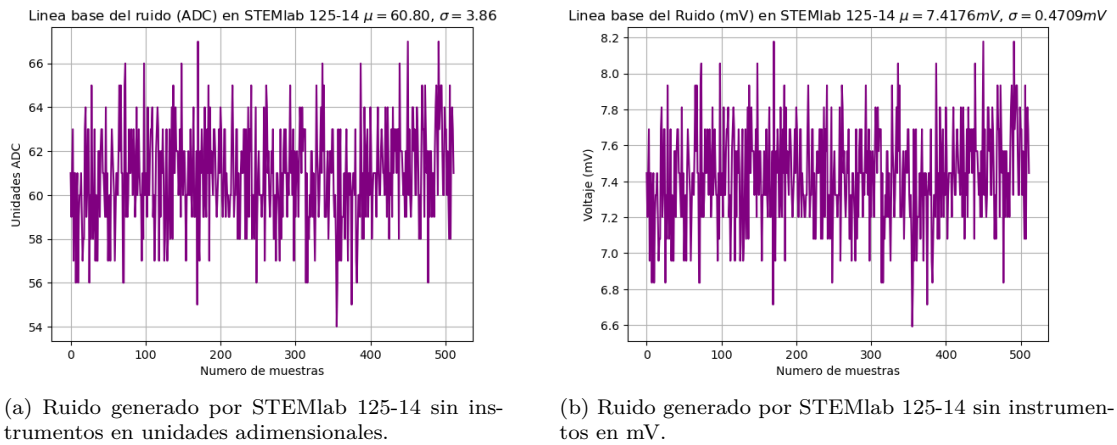 Linea base del ruido (ADC) en STEMlab 125-14 μ = 60.80, σ = 3.86
66
64
62
60
58
56
54
Unidades ADC
0 100 200 300 400 500
Numero de muestras
(a) Ruido generado por STEMlab 125-14 sin ins-
trumentos en unidades adimensionales.
Linea base del Ruido (mV) en STEMlab 125-14 μ = 7.4176mV, σ = 0.4709mV
8.2
8.0
7.8
7.6
7.4
7.2
7.0
6.8
6.6
Voltaje (mV)
0 100 200 300 400 500
Numero de muestras
(b) Ruido generado por STEMlab 125-14 sin instrumen-
tos en mV.